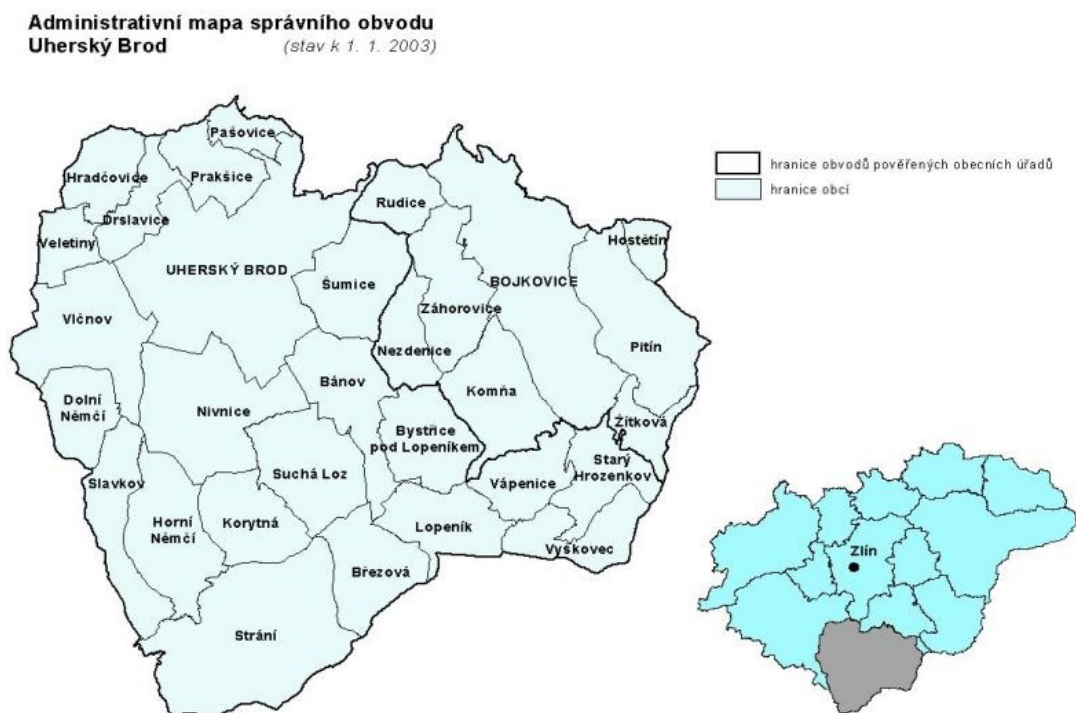 Administrativní mapa správního obvodu
Uherský Brod (stav k 1. 1. 2003)
hranice obvodů pověřených obecních úřadů
hranice obcí
Pašovice
Hradčovice
Prakšice
Rudice
Drslavice
Veletiny
Hostětín
UHERSKÝ BROD
Šumice
BOJKOVICE
Záhorovice
Vlčnov
Nezdenice
Pitín
Bánov
Komňa
Dolní
Němčí
Nivnice
Žítková
Bystřice
pod Lopeníkem
Starý
Hrozenkov
Suchá Loz
Slavkov
Vápenice
Horní
Němčí
Korytná
Lopeník
Vyškovec
Březová
Strání
Zlín